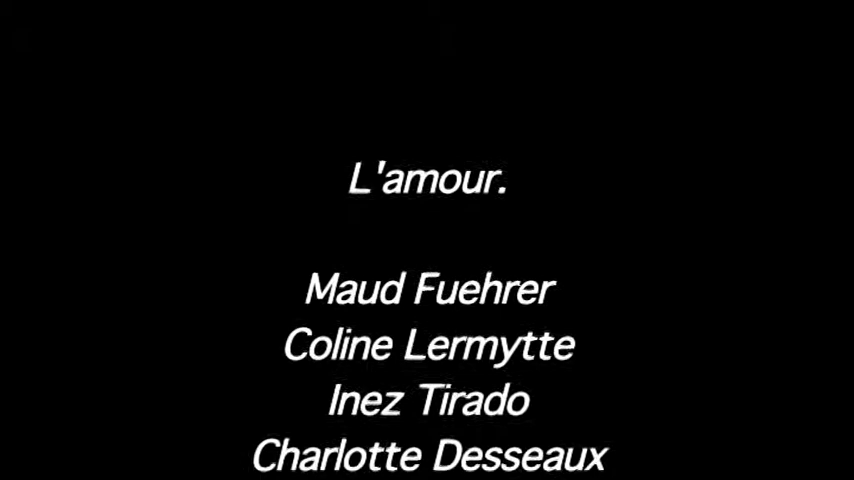 L'amour.
Maud Fuehrer
Coline Lermytte
Inez Tirado
Charlotte Desseaux